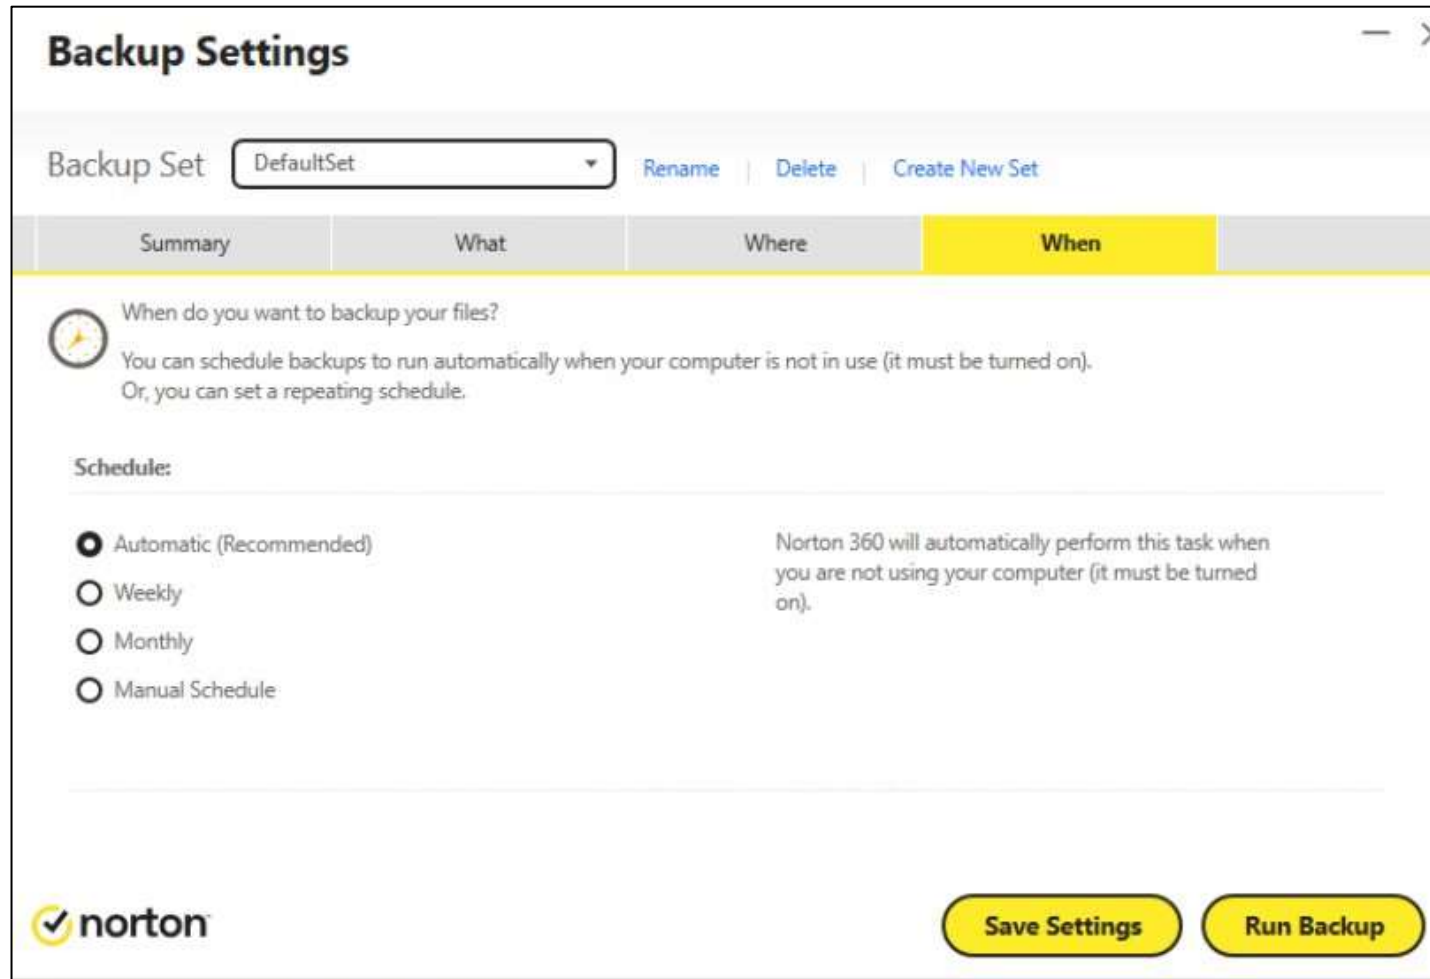 Backup Settings
Backup Set DefaultSet Rename Delete Create New Set
Summary What Where When
When do you want to backup your files?
You can schedule backups to run automatically when your computer is not in use (it must be turned on).
Or, you can set a repeating schedule.
Schedule:
Automatic (Recommended)
Weekly
Monthly
Manual Schedule
Norton 360 will automatically perform this task when
you are not using your computer (it must be turned
on).
norton
Save Settings Run Backup